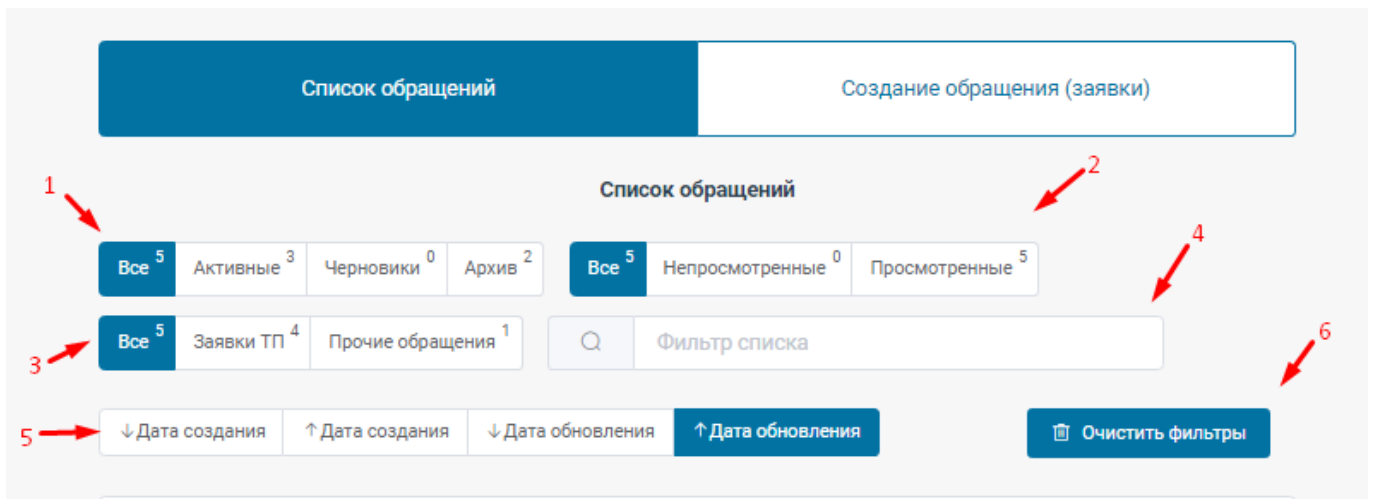 Список обращений
Создание обращения (заявки)
1
2
Список обращений
4
Все 5 Активные 3 Черновики 0 Архив 2 Все 5 Непросмотренные 0 Просмотренные 5
6
3
Все 5 Заявки ТП 4 Прочие обращения 1 Фильтр списка
5
↓Дата создания ↑Дата создания ↓Дата обновления ↑Дата обновления Очистить фильтры